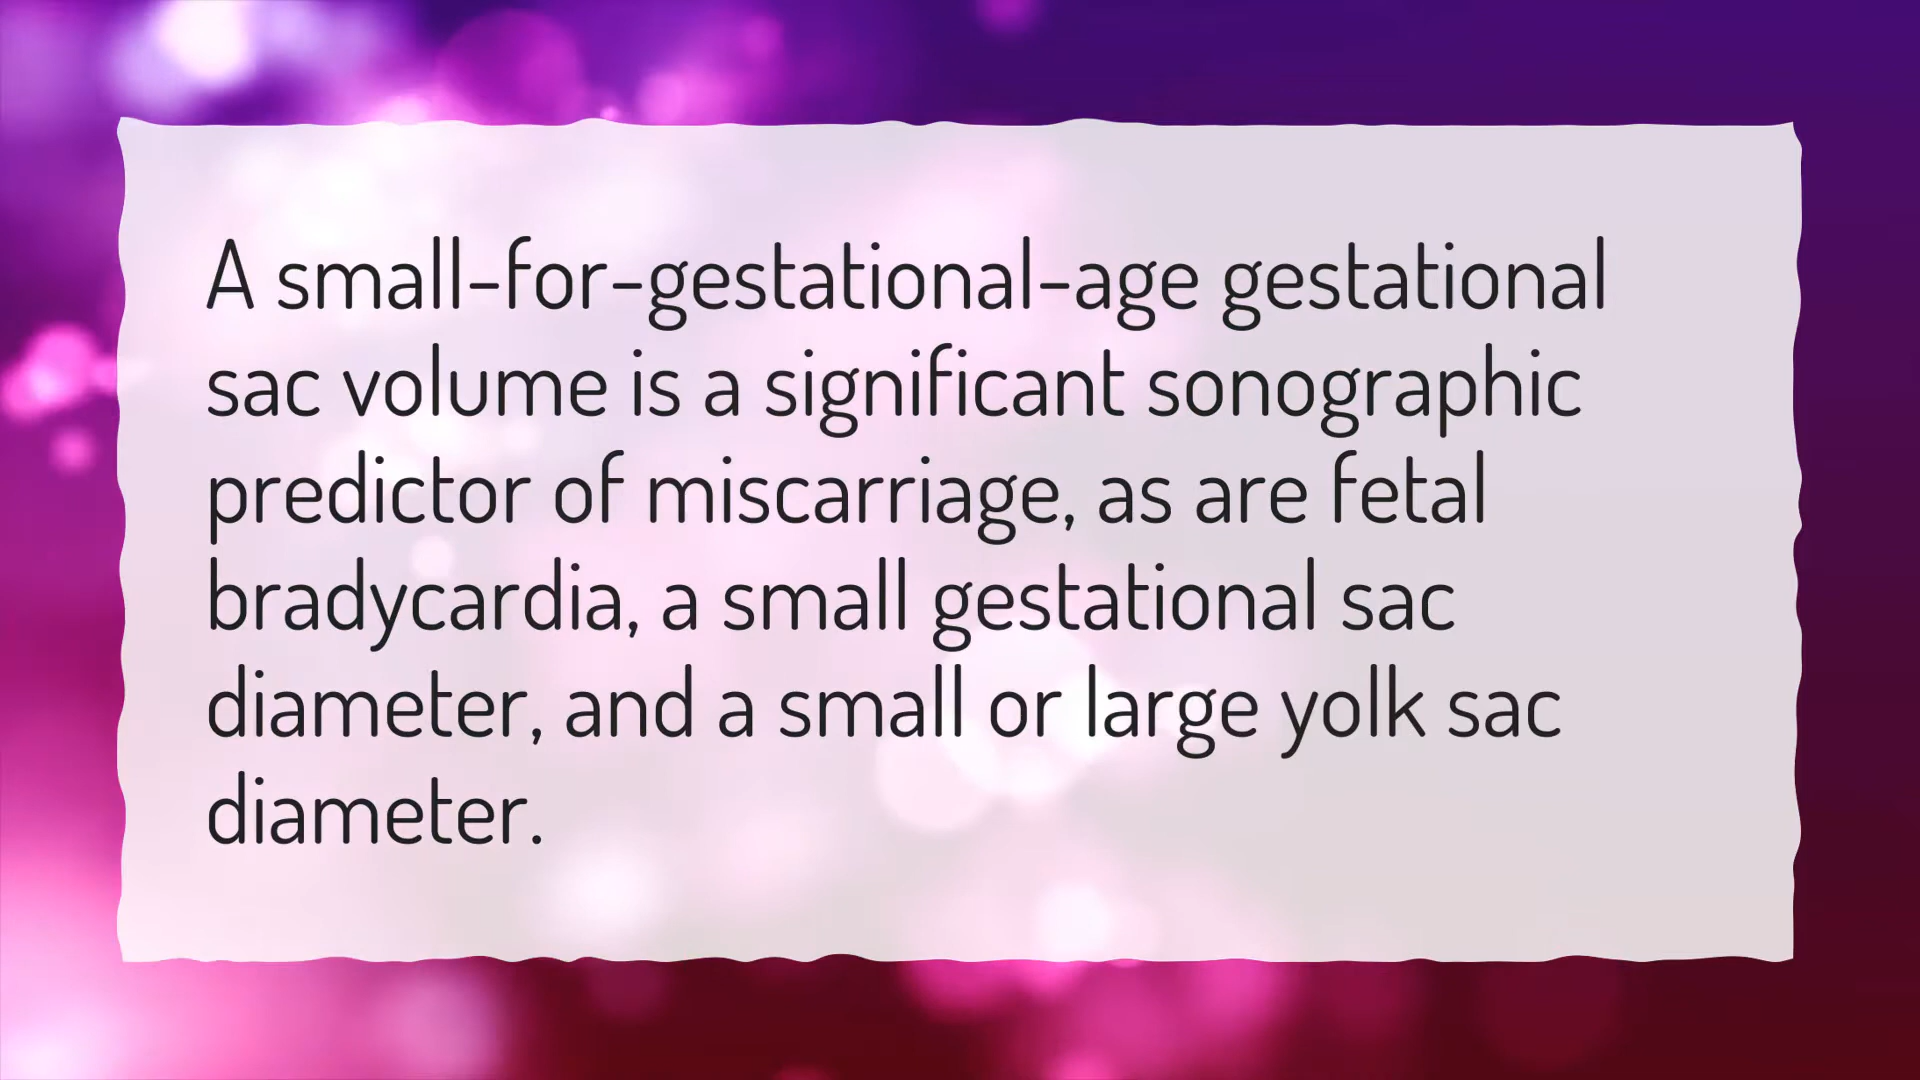 A small-for-gestational-age gestational
sac volume is a significant sonographic
predictor of miscarriage, as are fetal
bradycardia, a small gestational sac
diameter, and a small or large yolk sac
diameter.